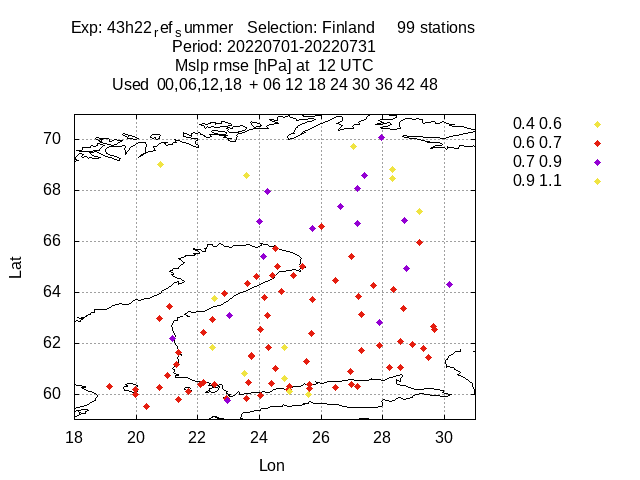 Exp: 43h22refsummer Selection: Finland 99 stations
Period: 20220701-20220731
Mslp rmse [hPa] at 12 UTC
Used 00,06,12,18 + 06 12 18 24 30 36 42 48
0.4 0.6
0.6 0.7
0.7 0.9
0.9 1.1
70
68
66
64
62
60
Lat
18 20 22 24 26 28 30
Lon